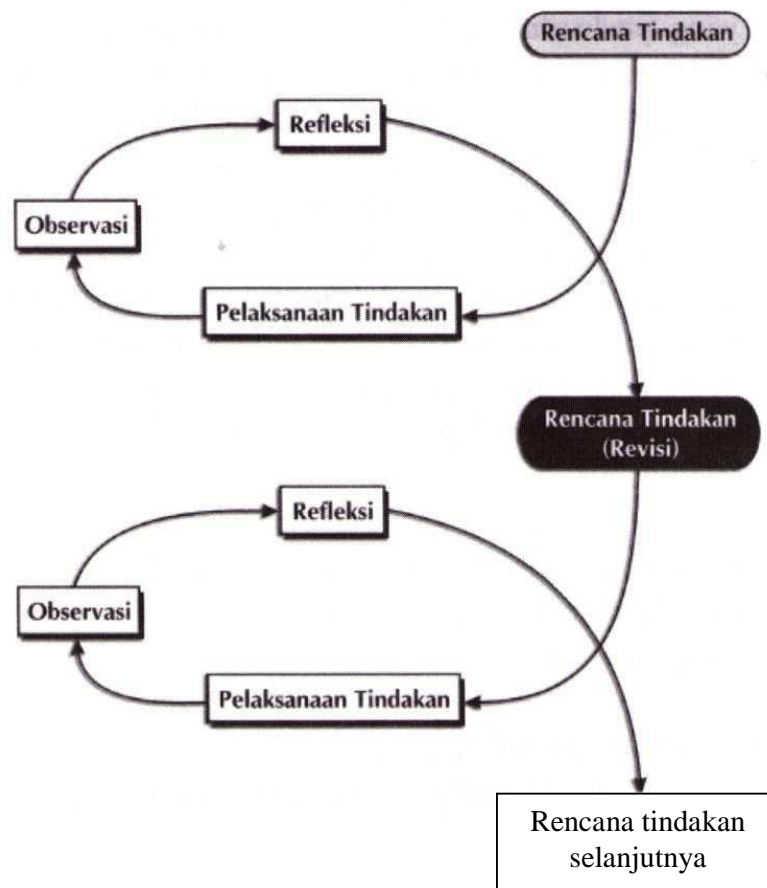 Rencana Tindakan
Refleksi
Observasi
Pelaksanaan Tindakan
Rencana Tindakan
(Revisi)
Refleksi
Observasi
Pelaksanaan Tindakan
Rencana tindakan
selanjutnya